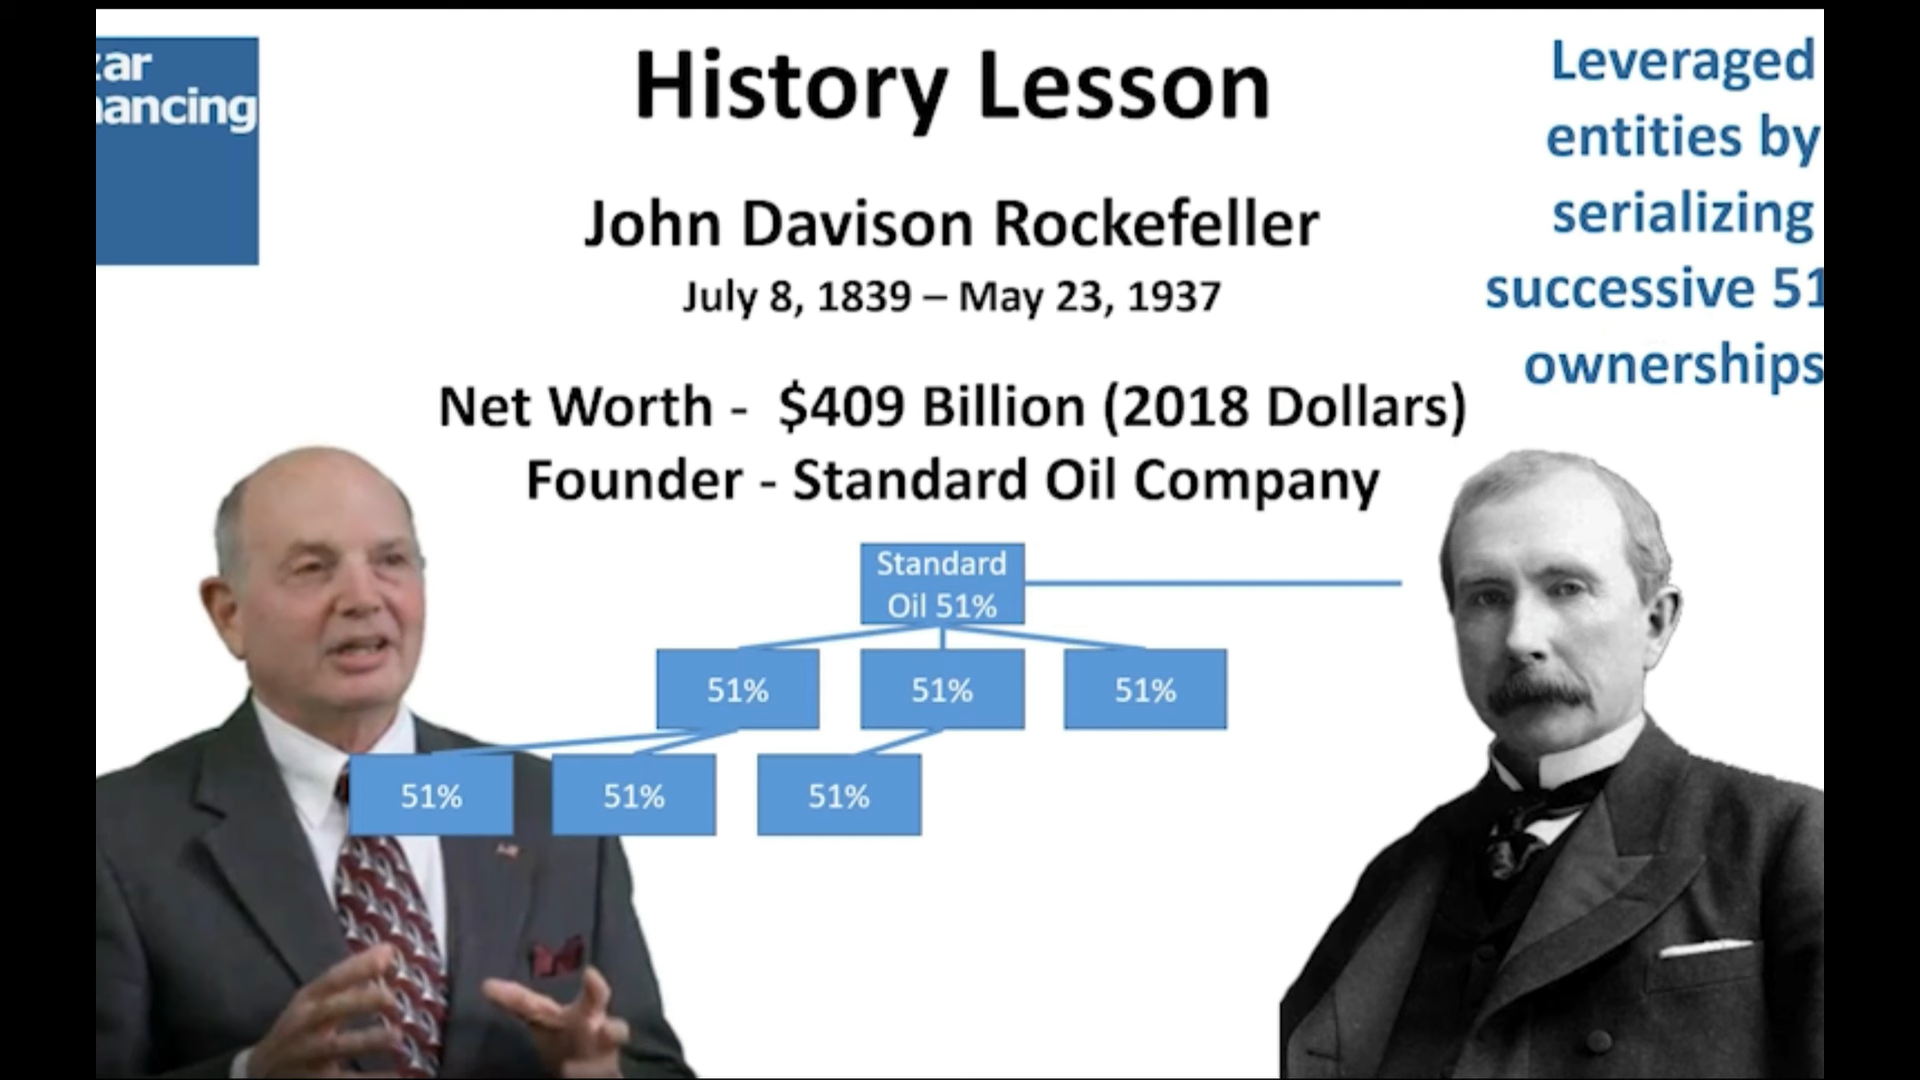 zar
nancing
History Lesson
John Davison Rockefeller
July 8, 1839 – May 23, 1937
Net Worth - $409 Billion (2018 Dollars)
Founder - Standard Oil Company
Leveraged
entities by
serializing
successive 51
ownerships
Standard
Oil 51%
51%
51%
51%
51%
51%
51%